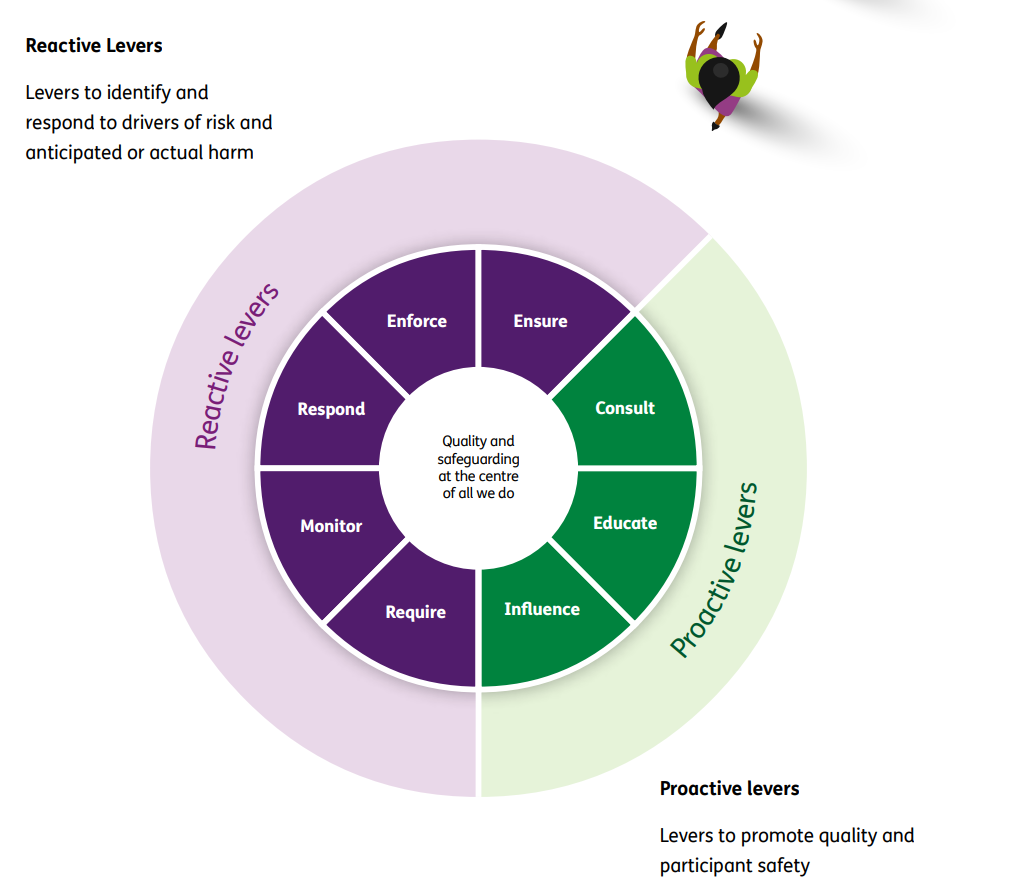 Reactive Levers
Levers to identify and
respond to drivers of risk and
anticipated or actual harm
Reactive levers
Enforce
Ensure
Respond
Consult
Quality and
safeguarding
at the centre
of all we do
Monitor
Educate
Require
Influence
Proactive levers
Proactive levers
Levers to promote quality and
participant safety